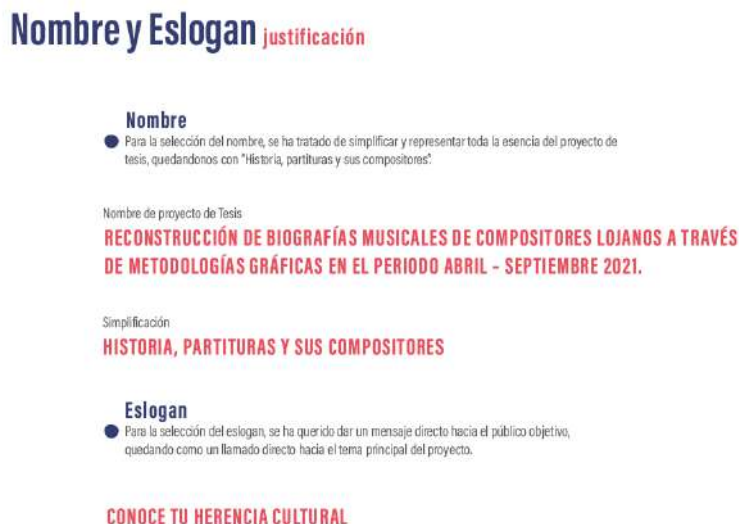 Nombre y Eslogan justificación
Nombre
Para la selección del nombre, se ha tratado de simplificar y representar toda la esencia del proyecto de
tesis, quedandonos con "Historia, partituras y sus compositores".
Nombre de proyecto de Tesis
RECONSTRUCCIÓN DE BIOGRAFÍAS MUSICALES DE COMPOSITORES LOJANOS A TRAVÉS
DE METODOLOGÍAS GRÁFICAS EN EL PERIODO ABRIL - SEPTIEMBRE 2021.
Simplificación
HISTORIA, PARTITURAS Y SUS COMPOSITORES
Eslogan
Para la selección del eslogan, se ha querido dar un mensaje directo hacia el público objetivo,
quedando como un llamado directo hacia el tema principal del proyecto.
CONOCE TU HERENCIA CULTURAL